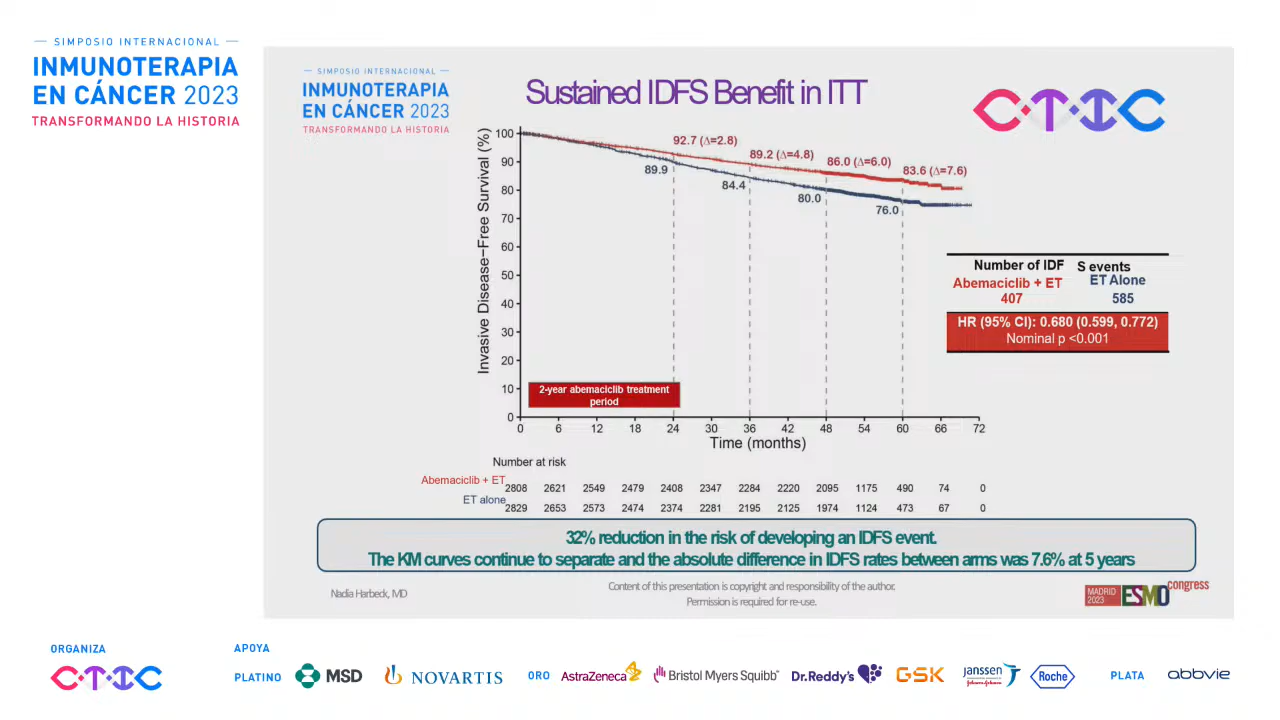 SIMPOSIO INTERNACIONAL
INMUNOTERAPIA
EN CÁNCER 2023
TRANSFORMANDO LA HISTORIA
SIMPOSIO INTERNACIONAL
INMUNOTERAPIA
EN CÁNCER 2023
TRANSFORMANDO LA HISTORIA
Sustained IDFS Benefit in ITT
CTIC
Invasive Disease-Free Survival (%)
100
90
80
70
60
50
40
30
20
10
0
92.7 (Δ=2.8)
89.2 (Δ=4.8)
86.0 (Δ=6.0)
83.6 (Δ=7.6)
89.9
84.4
80.0
76.0
2-year abemaciclib treatment
period
0 6 12 18 24 30 36 42 48 54 60 66 72
Time (months)
Number of IDF S events
Abemaciclib + ET ET Alone
407 585
HR (95% CI): 0.680 (0.599, 0.772)
Nominal p <0.001
Number at risk
Abemaciclib + ET 2808 2621 2549 2479 2408 2347 2284 2220 2095 1175 490 74 0
ET alone 2829 2653 2573 2474 2374 2281 2195 2125 1974 1124 473 67 0
32% reduction in the risk of developing an IDFS event.
The KM curves continue to separate and the absolute difference in IDFS rates between arms was 7.6% at 5 years
Nadia Harbeck, MD
Content of this presentation is copyright and responsibility of the author.
Permission is required for re-use.
MADRID
2023
ESMO congress
ORGANIZA
CTIC
APOYA
PLATINO MSD NOVARTIS ORO AstraZeneca Bristol Myers Squibb™ Dr.Reddy's GSK Janssen Roche PLATA abbvie
Johnson-Johnson